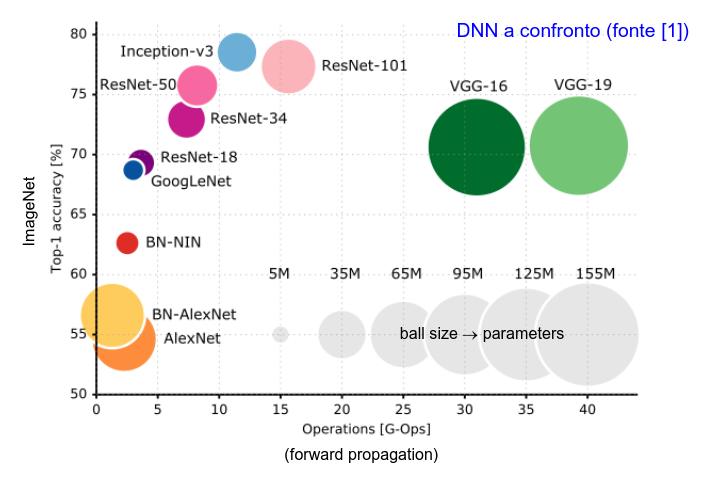 DNN a confronto (fonte [1])
80
75
70
65
60
55
50
ImageNet
Top-1 accuracy [%]
Inception-v3
ResNet-101
ResNet-50
VGG-16
VGG-19
ResNet-34
ResNet-18
GoogLeNet
BN-NIN
5M 35M 65M 95M 125M 155M
BN-AlexNet
AlexNet
ball size → parameters
0 5 10 15 20 25 30 35 40
Operations [G-Ops]
(forward propagation)